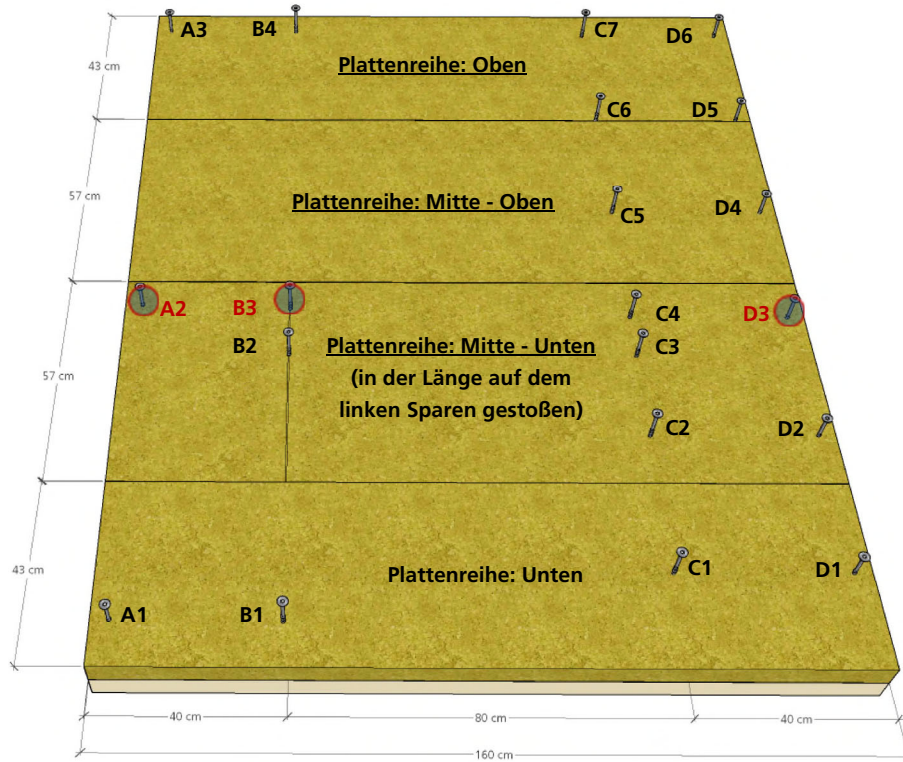 A3
B4
C7
D6
43 cm
Plattenreihe: Oben
C6
D5
57 cm
Plattenreihe: Mitte - Oben
C5
D4
A2
B3
C4
D3
B2
Plattenreihe: Mitte - Unten
C3
57 cm
(in der Länge auf dem
linken Sparen gestoßen)
C2
D2
43 cm
Plattenreihe: Unten
C1
D1
A1
B1
40 cm
80 cm
40 cm
160 cm